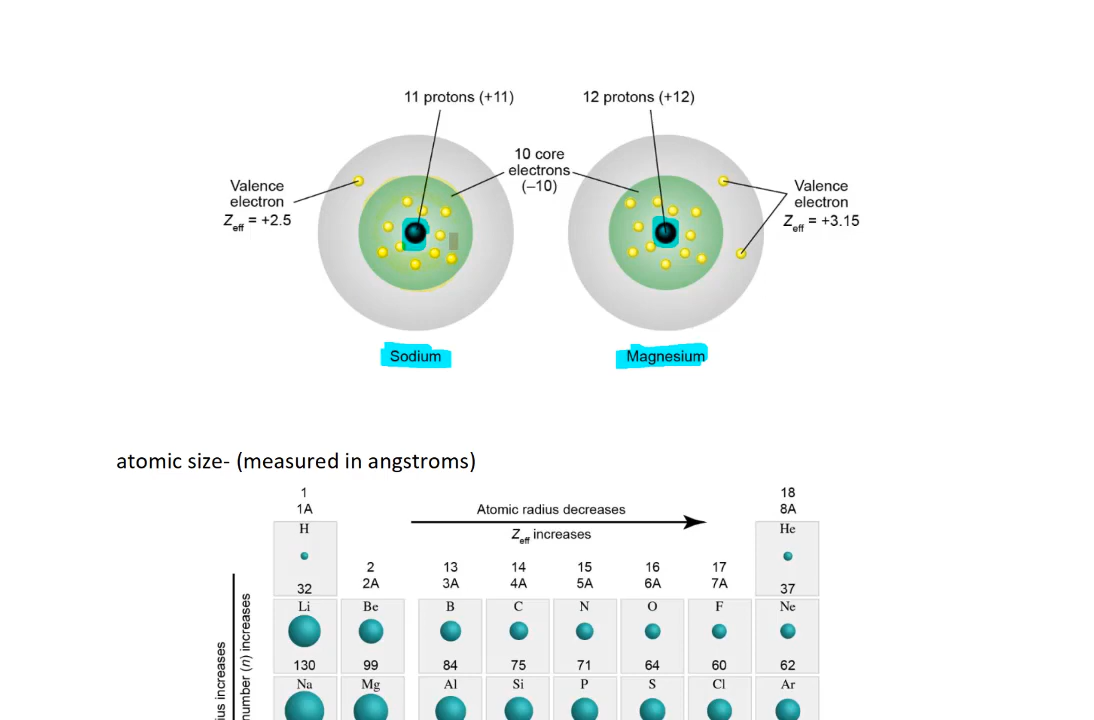 11 protons (+11)
12 protons (+12)
10 core
electrons
(–10)
Valence
electron
Zeff = +2.5
Valence
electron
Zeff = +3.15
Sodium
Magnesium
atomic size- (measured in angstroms)
1
1A
18
8A
Atomic radius decreases
Zeff increases
H
32
He
37
2
2A
13
3A
14
4A
15
5A
16
6A
17
7A
Li
130
Be
99
B
84
C
75
N
71
O
64
F
60
Ne
62
Na
Mg
Al
Si
P
S
Cl
Ar
increases
number (n) increases